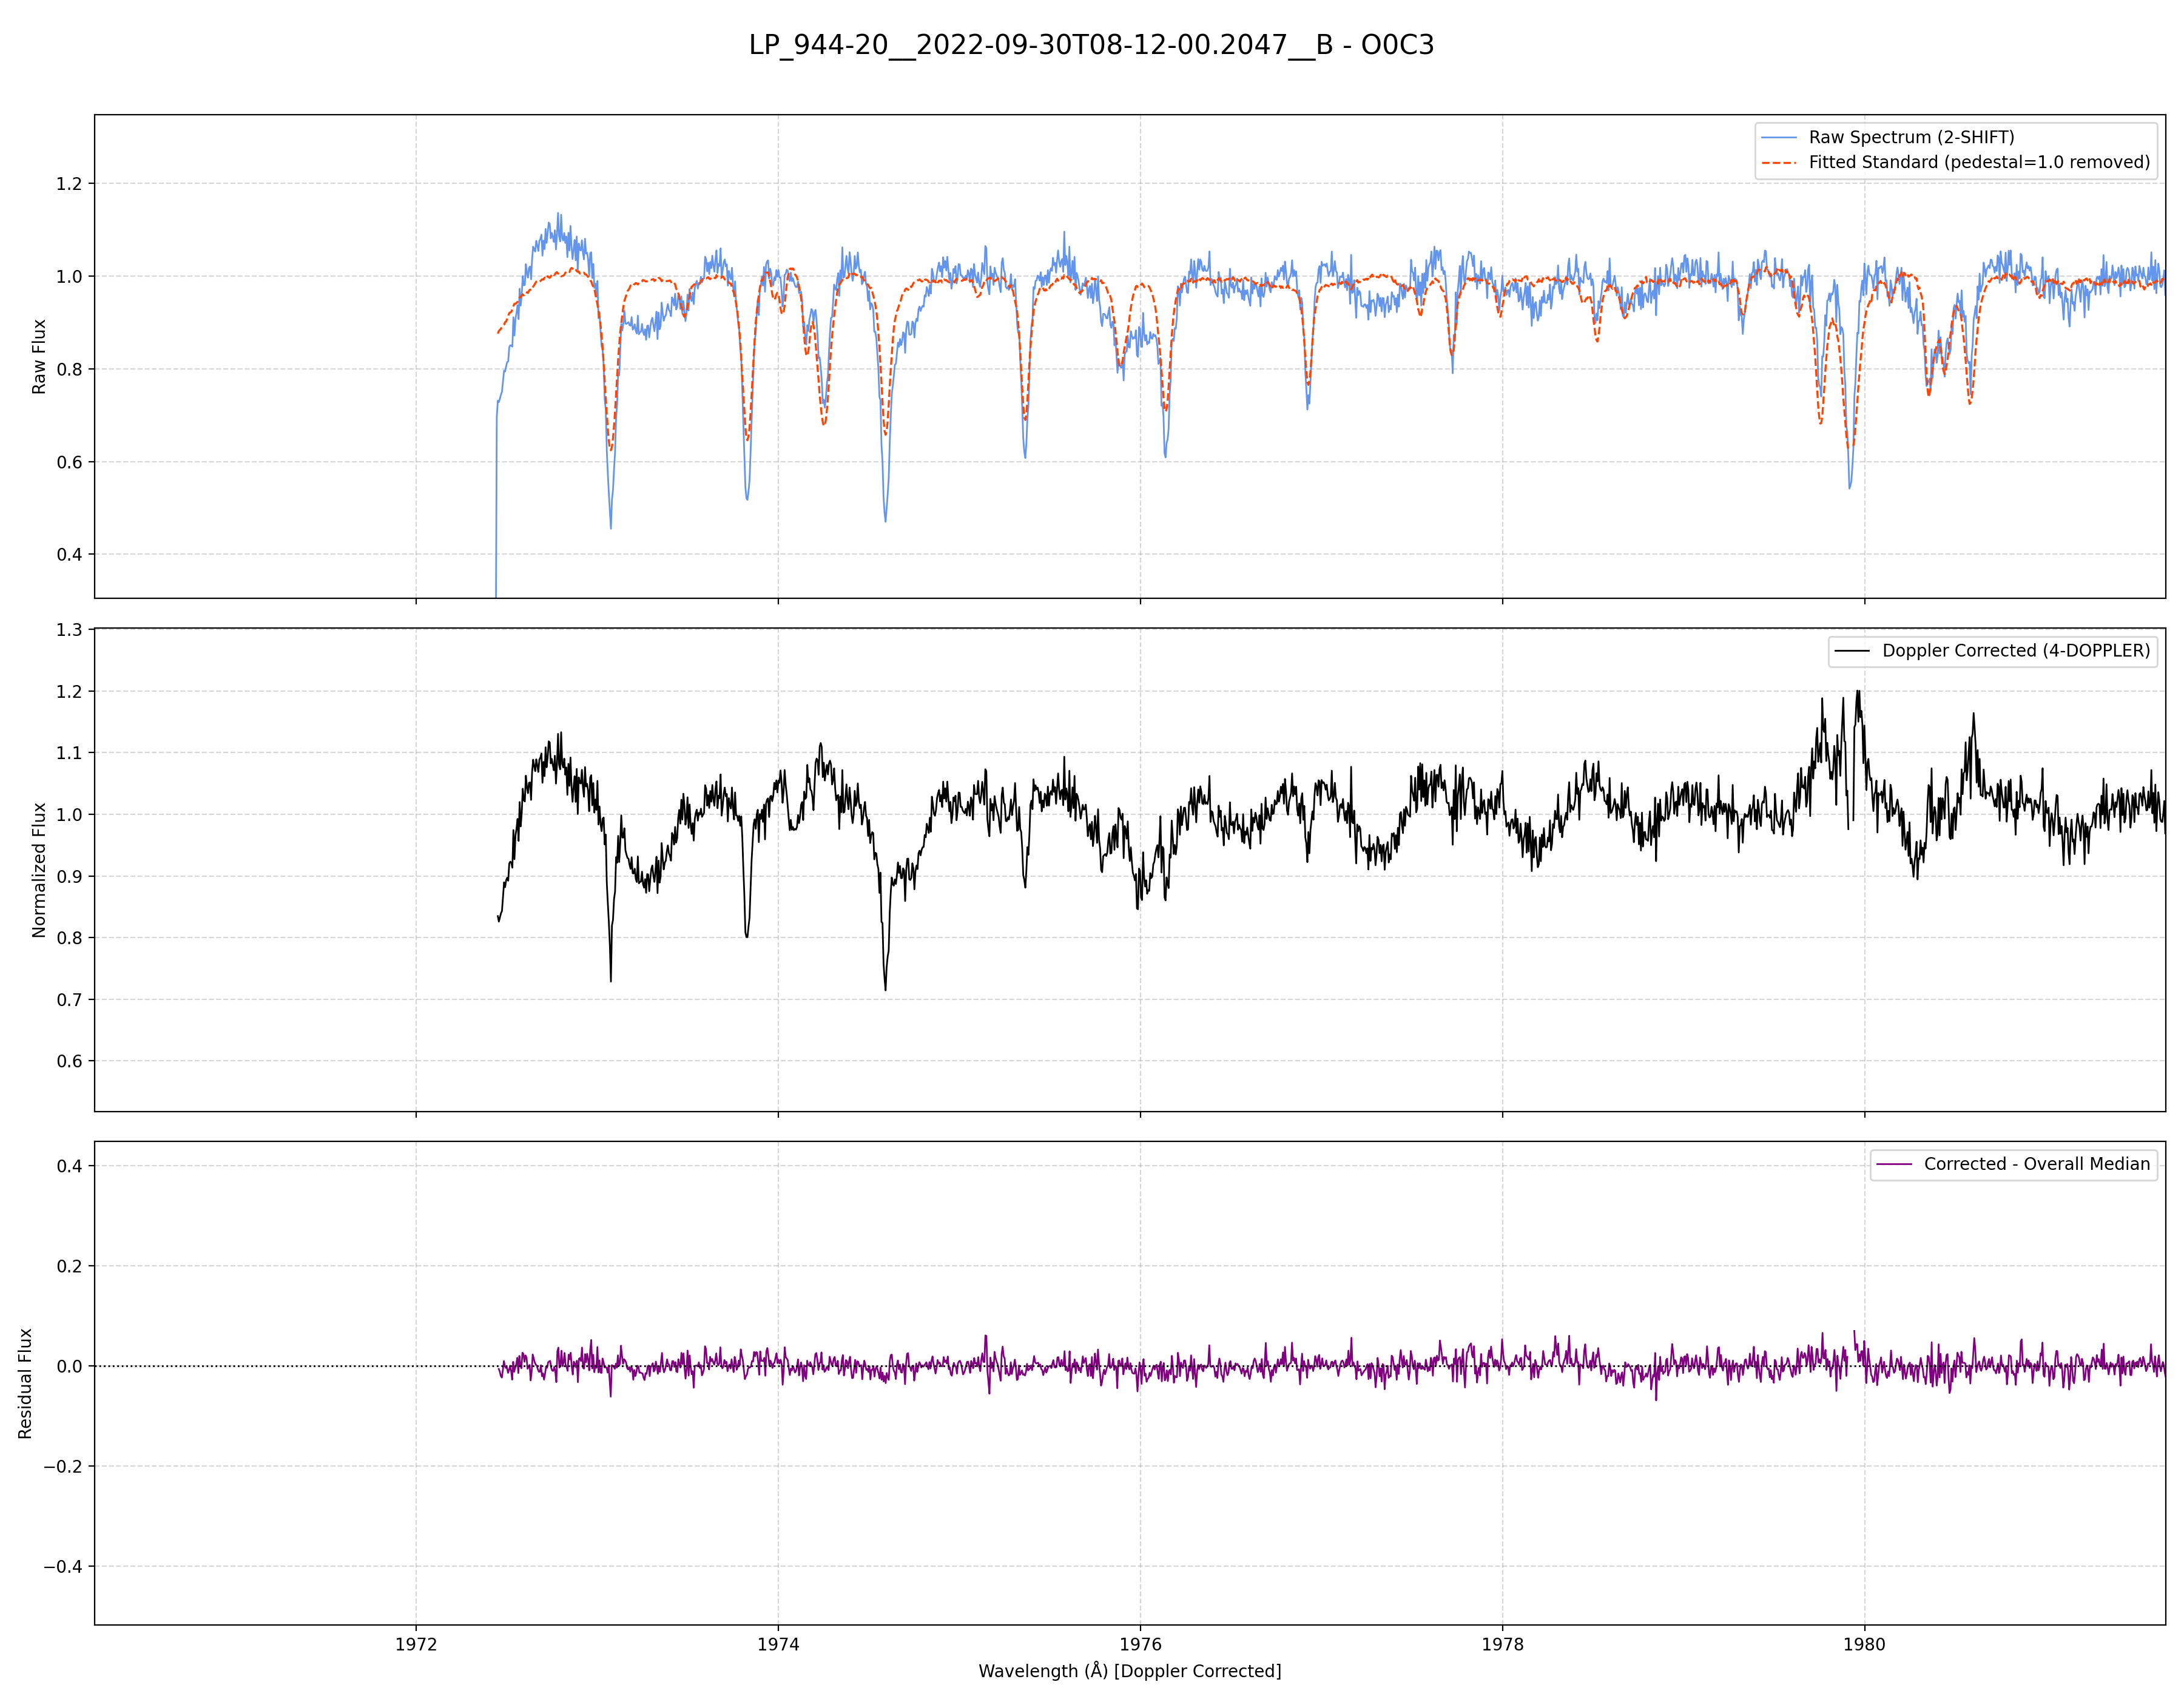 LP_944-20__2022-09-30T08-12-00.2047__B - O0C3
Raw Spectrum (2-SHIFT)
Fitted Standard (pedestal=1.0 removed)
Raw Flux
1.2
1.0
0.8
0.6
0.4
Doppler Corrected (4-DOPPLER)
Normalized Flux
1.3
1.2
1.1
1.0
0.9
0.8
0.7
0.6
Corrected - Overall Median
Residual Flux
0.4
0.2
0.0
−0.2
−0.4
1972 1974 1976 1978 1980
Wavelength (Å) [Doppler Corrected]